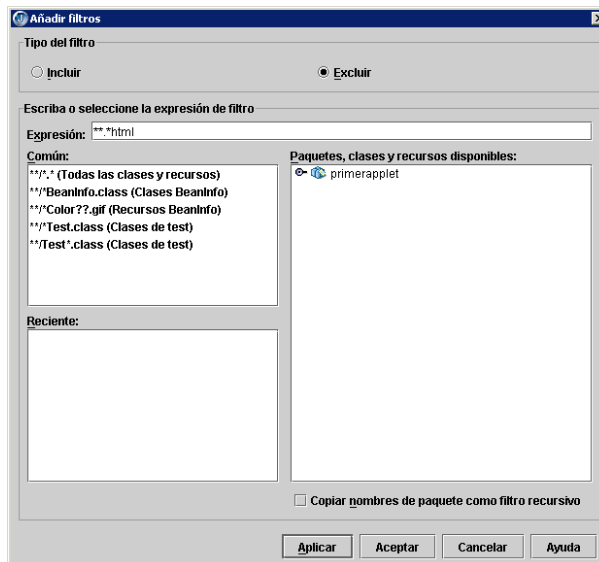 Añadir filtros
Tipo del filtro
Incluir
Excluir
Escriba o seleccione la expresión de filtro
Expresión: **.*html
Común:
**/*.* (Todas las clases y recursos)
**/*BeanInfo.class (Clases BeanInfo)
**/*Color??.gif (Recursos BeanInfo)
**/*Test.class (Clases de test)
**/Test*.class (Clases de test)
Paquetes, clases y recursos disponibles:
primerapplet
Reciente:
Copiar nombres de paquete como filtro recursivo
Aplicar Aceptar Cancelar Ayuda